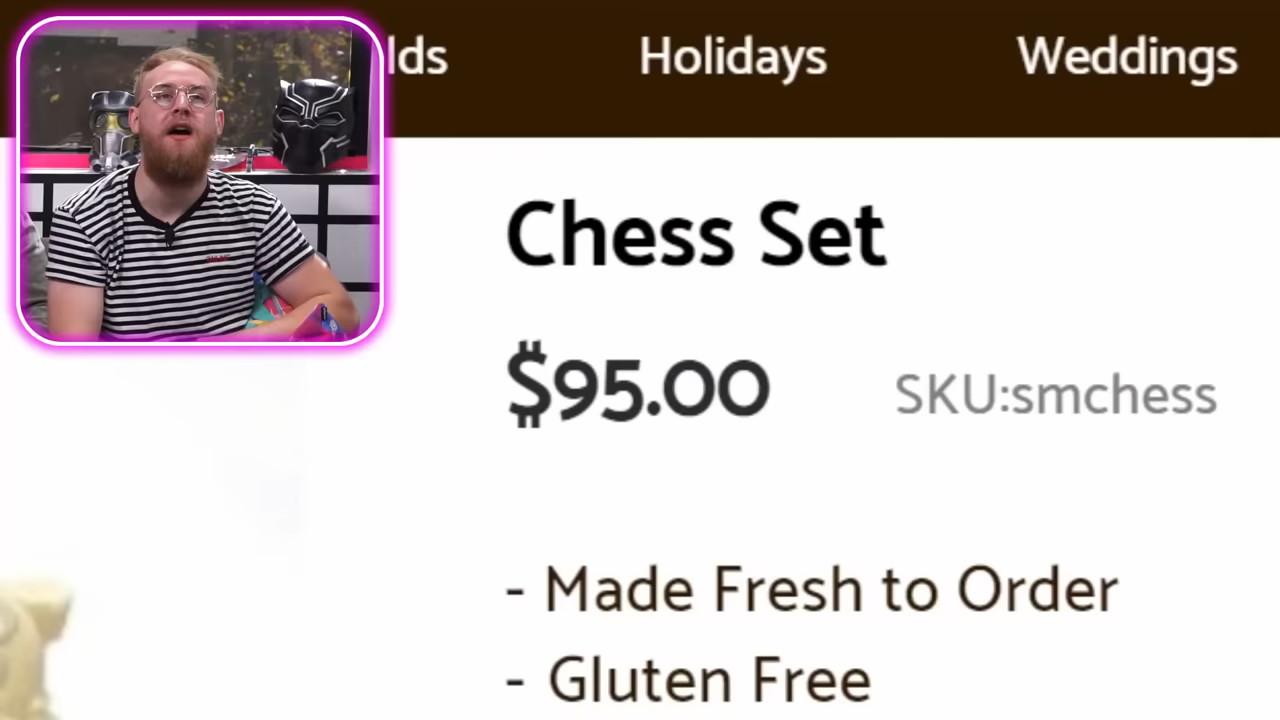 lds
Holidays
Weddings
Chess Set
$95.00
SKU:smchess
- Made Fresh to Order
- Gluten Free